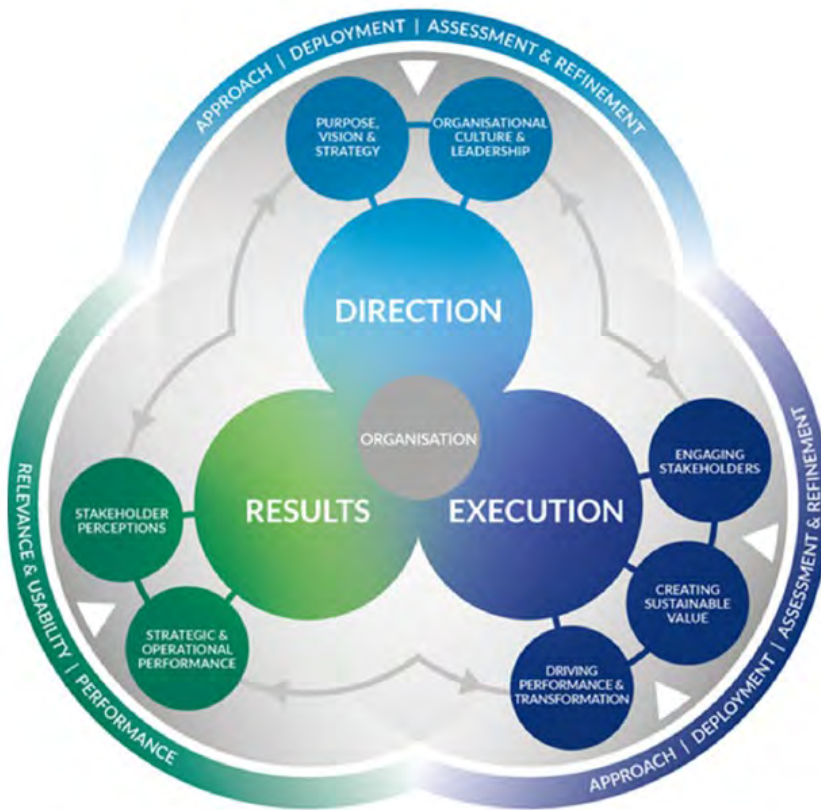 APPROACH | DEPLOYMENT | ASSESSMENT & REFINEMENT
PURPOSE,
VISION &
STRATEGY
ORGANISATIONAL
CULTURE &
LEADERSHIP
DIRECTION
ORGANISATION
RESULTS
EXECUTION
ENGAGING
STAKEHOLDERS
CREATING
SUSTAINABLE
VALUE
DRIVING
PERFORMANCE &
TRANSFORMATION
APPROACH | DEPLOYMENT | ASSESSMENT & REFINEMENT
STAKEHOLDER
PERCEPTIONS
STRATEGIC &
OPERATIONAL
PERFORMANCE
RELEVANCE & USABILITY | PERFORMANCE